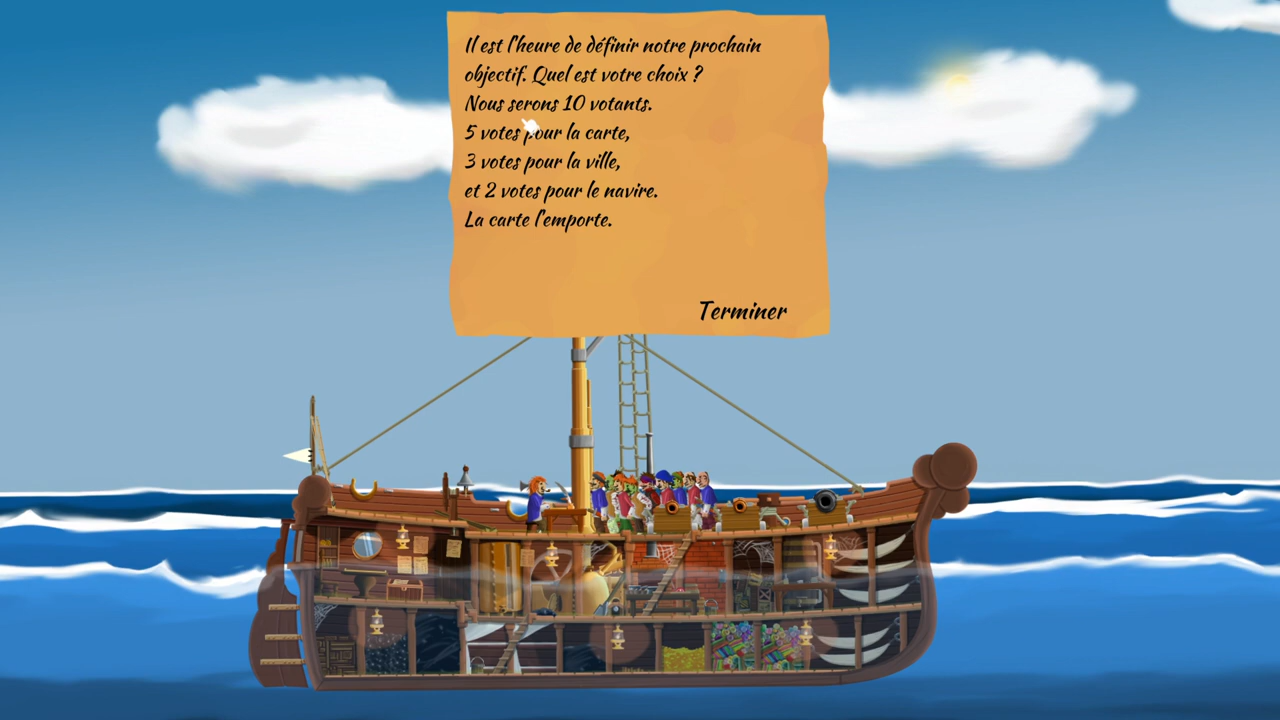 Il est l'heure de définir notre prochain
objectif. Quel est votre choix ?
Nous serons 10 votants.
5 votes pour la carte,
3 votes pour la ville,
et 2 votes pour le navire.
La carte l'emporte.
Terminer